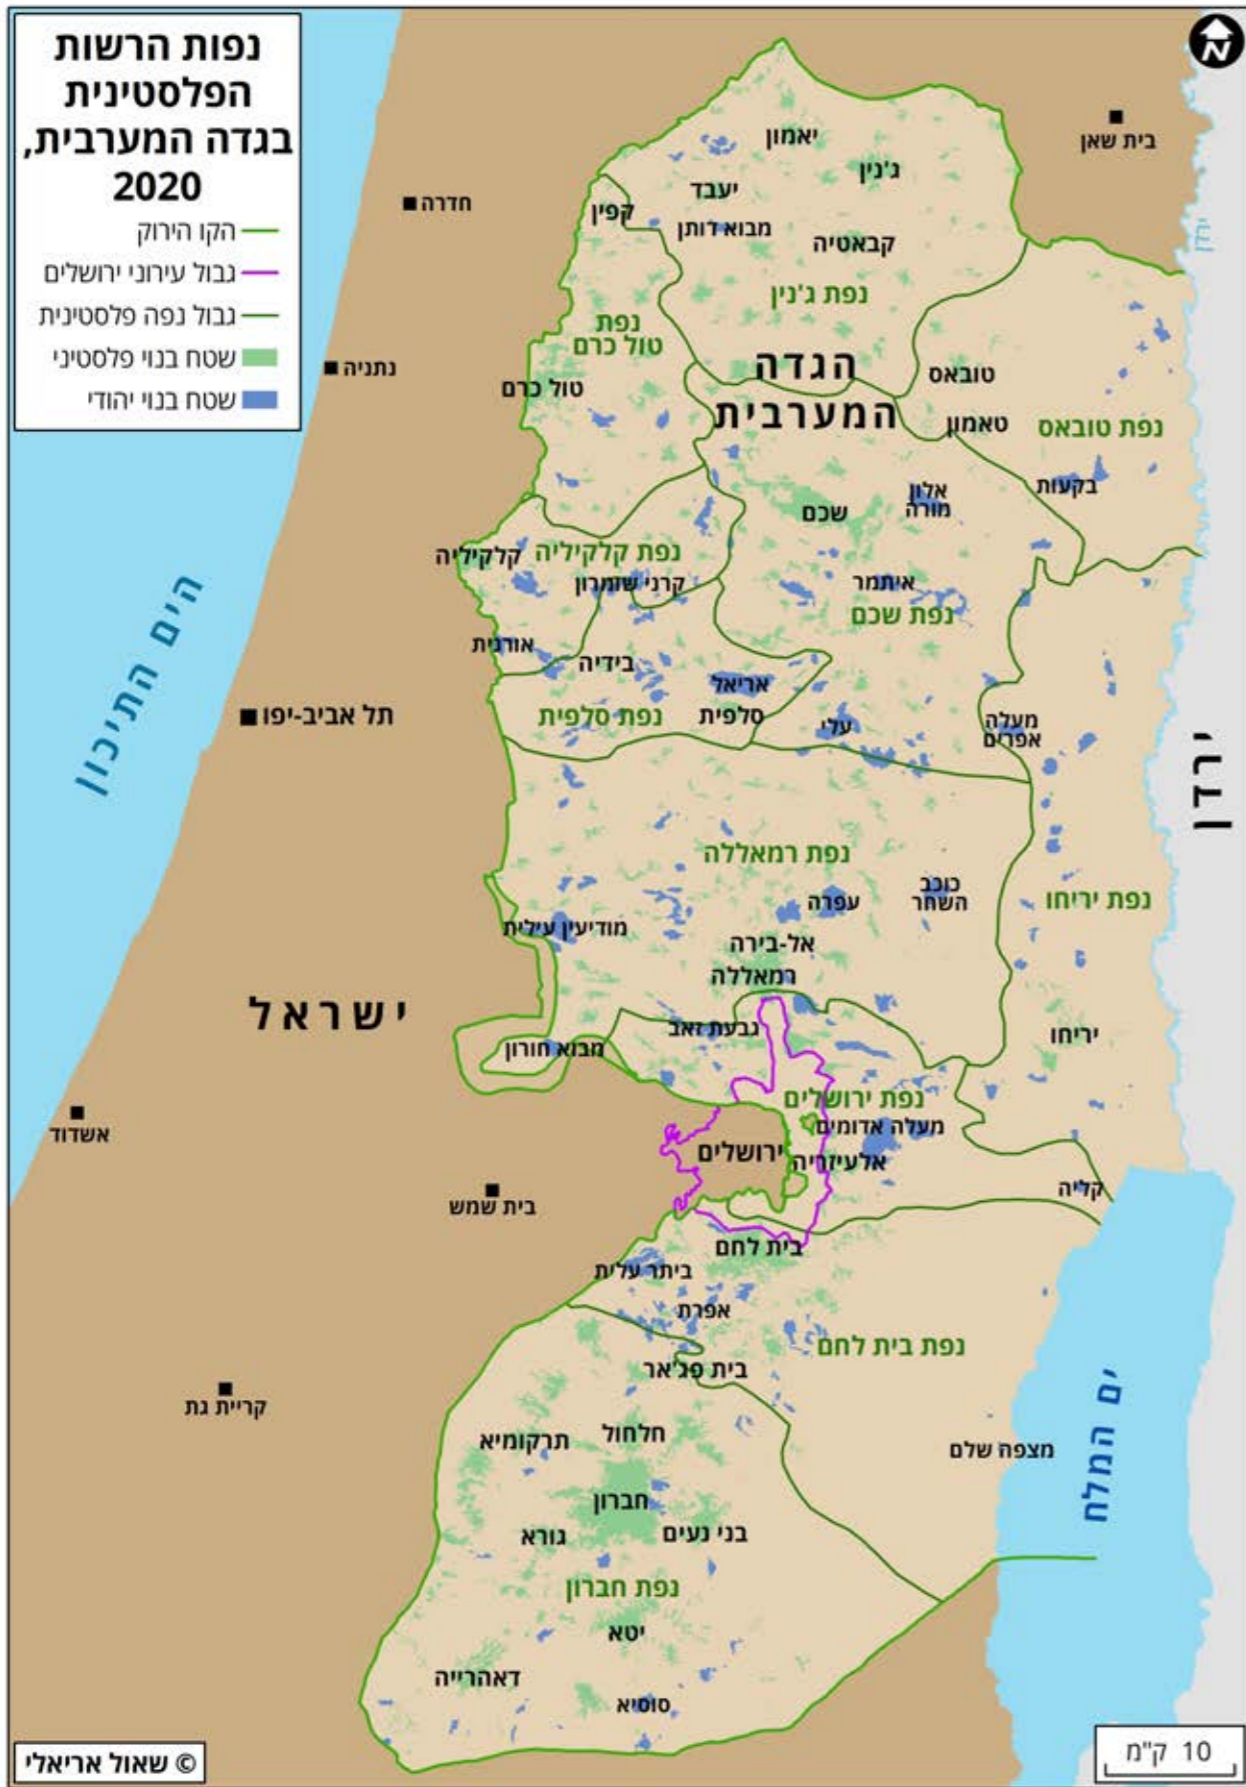 נפות הרשות
הפלסטינית
בגדה המערבית,
2020
הקו הירוק
גבול עירוני ירושלים
גבול נפה פלסטינית
שטח בנוי פלסטיני
שטח בנוי יהודי
N
בית שאן
יאמון
ג'נין
יעבד
חדרה
קפין
מבוא דותן
קבאטיה
ירדן
נפת ג'נין
נפת
טול כרם
נתניה
הגדה
המערבית
טובאס
טול כרם
טאמון
נפת טובאס
בקעות
אלון
מורה
שכם
קלקיליה
נפת קלקיליה
קרני שומרון
איתמר
נפת שכם
אורנית
בידיה
אריאל
סלפית
נפת סלפית
עלי
מעלה
אפרים
תל אביב-יפו
הים התיכון
ירדן
נפת רמאללה
כוכב
השחר
עפרה
נפת יריחו
מודיעין עילית
אל-בירה
רמאללה
ישראל
גבעת זאב
מבוא חורון
יריחו
נפת ירושלים
מעלה אדומים
אשדוד
ירושלים
אלעיזריה
בית שמש
קליה
בית לחם
ביתר עלית
אפרת
נפת בית לחם
בית פג'אר
קריית גת
ים המלח
חלחול
תרקומיא
מצפה שלם
חברון
בני נעים
גורא
נפת חברון
יטא
דאהרייה
סוסיא
© שאול אריאלי
10 ק"מ